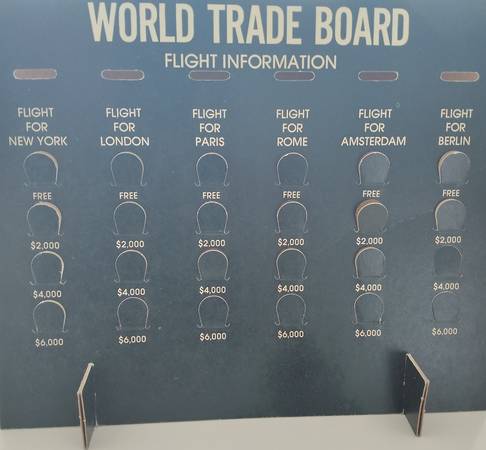 WORLD TRADE BOARD
FLIGHT INFORMATION
FLIGHT FOR NEW YORK
FLIGHT FOR LONDON
FLIGHT FOR PARIS
FLIGHT FOR ROME
FLIGHT FOR AMSTERDAM
FLIGHT FOR BERLIN
FREE FREE FREE FREE FREE FREE
$2,000 $2,000 $2,000 $2,000 $2,000 $2,000
$4,000 $4,000 $4,000 $4,000 $4,000 $4,000
$6,000 $6,000 $6,000 $6,000 $6,000 $6,000